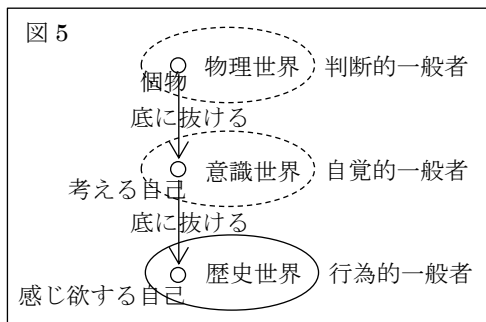 図 5
物理世界 判断的一般者
個物
底に抜ける
意識世界 自覚的一般者
考える自己
底に抜ける
歴史世界 行為的一般者
感じ欲する自己